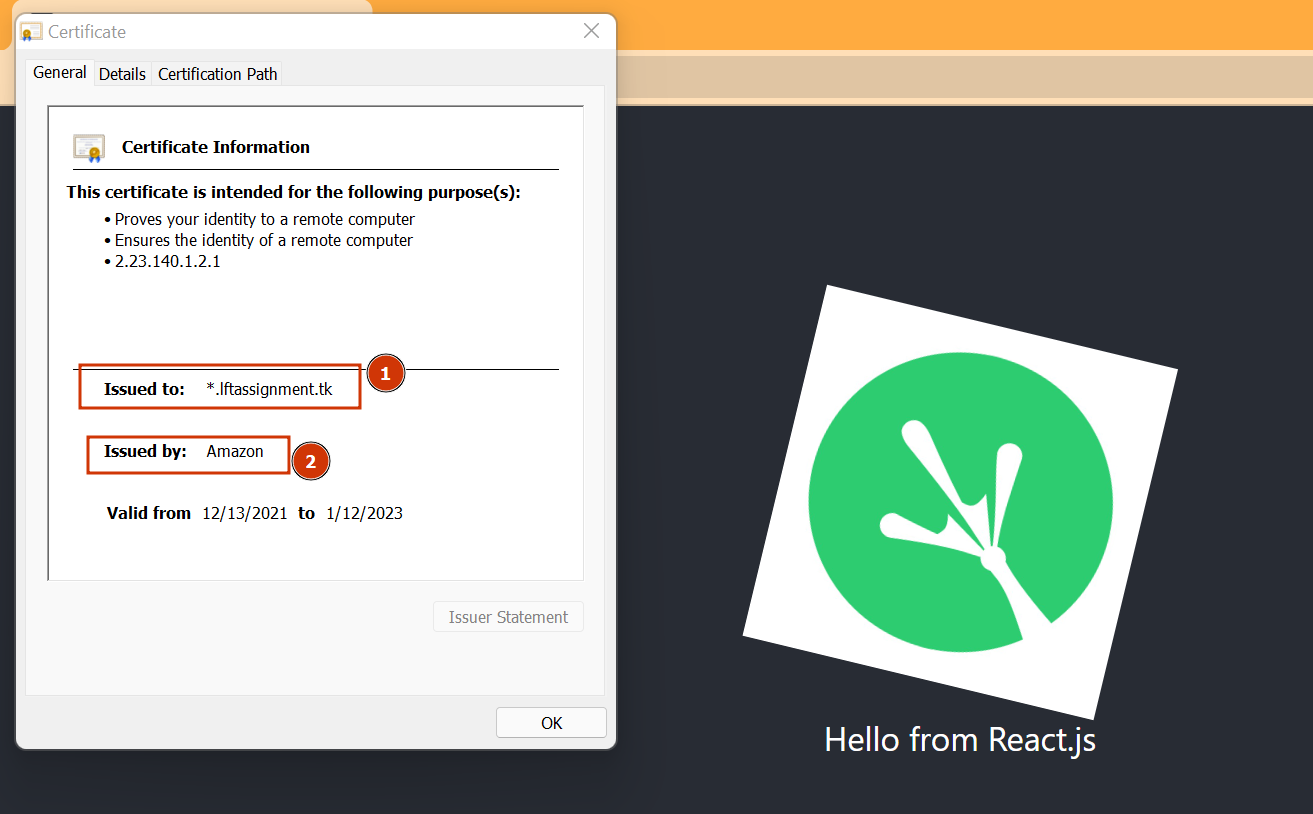 Certificate
General Details Certification Path
Certificate Information
This certificate is intended for the following purpose(s):
• Proves your identity to a remote computer
• Ensures the identity of a remote computer
• 2.23.140.1.2.1
Issued to: *.lftassignment.tk
1
Issued by: Amazon
2
Valid from 12/13/2021 to 1/12/2023
Issuer Statement
OK
Hello from React.js